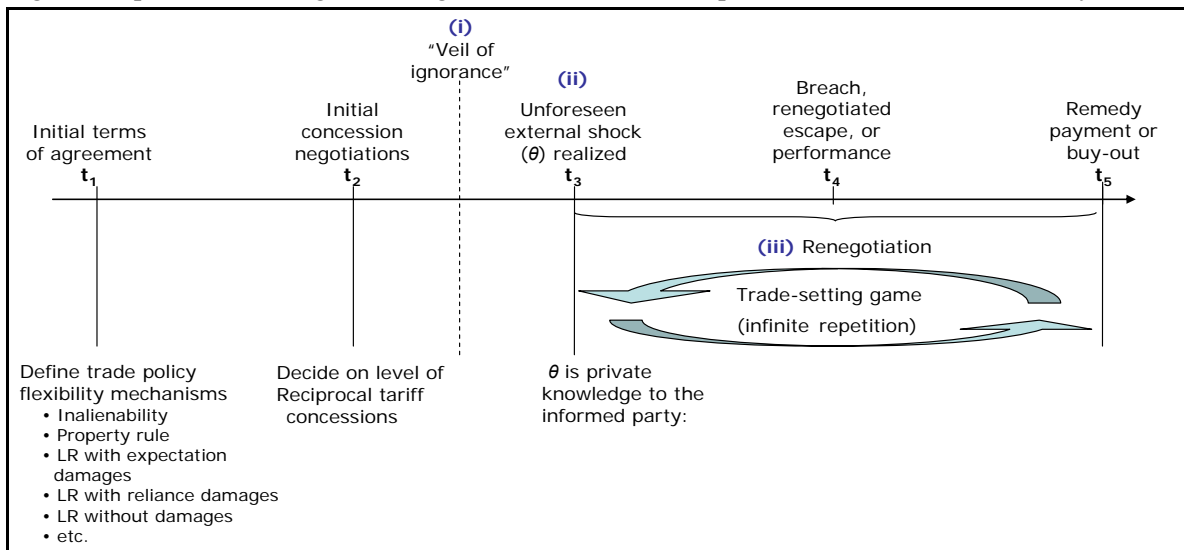 (i)
"Veil of
ignorance"
(ii)
Initial terms
of agreement
t1
Initial
concession
negotiations
t2
Unforeseen
external shock
(θ) realized
t3
Breach,
renegotiated
escape, or
performance
t4
Remedy
payment or
buy-out
t5
(iii) Renegotiation
Trade-setting game
(infinite repetition)
Define trade policy
flexibility mechanisms
• Inalienability
• Property rule
• LR with expectation
damages
• LR with reliance damages
• LR without damages
• etc.
Decide on level of
Reciprocal tariff
concessions
θ is private
knowledge to the
informed party: